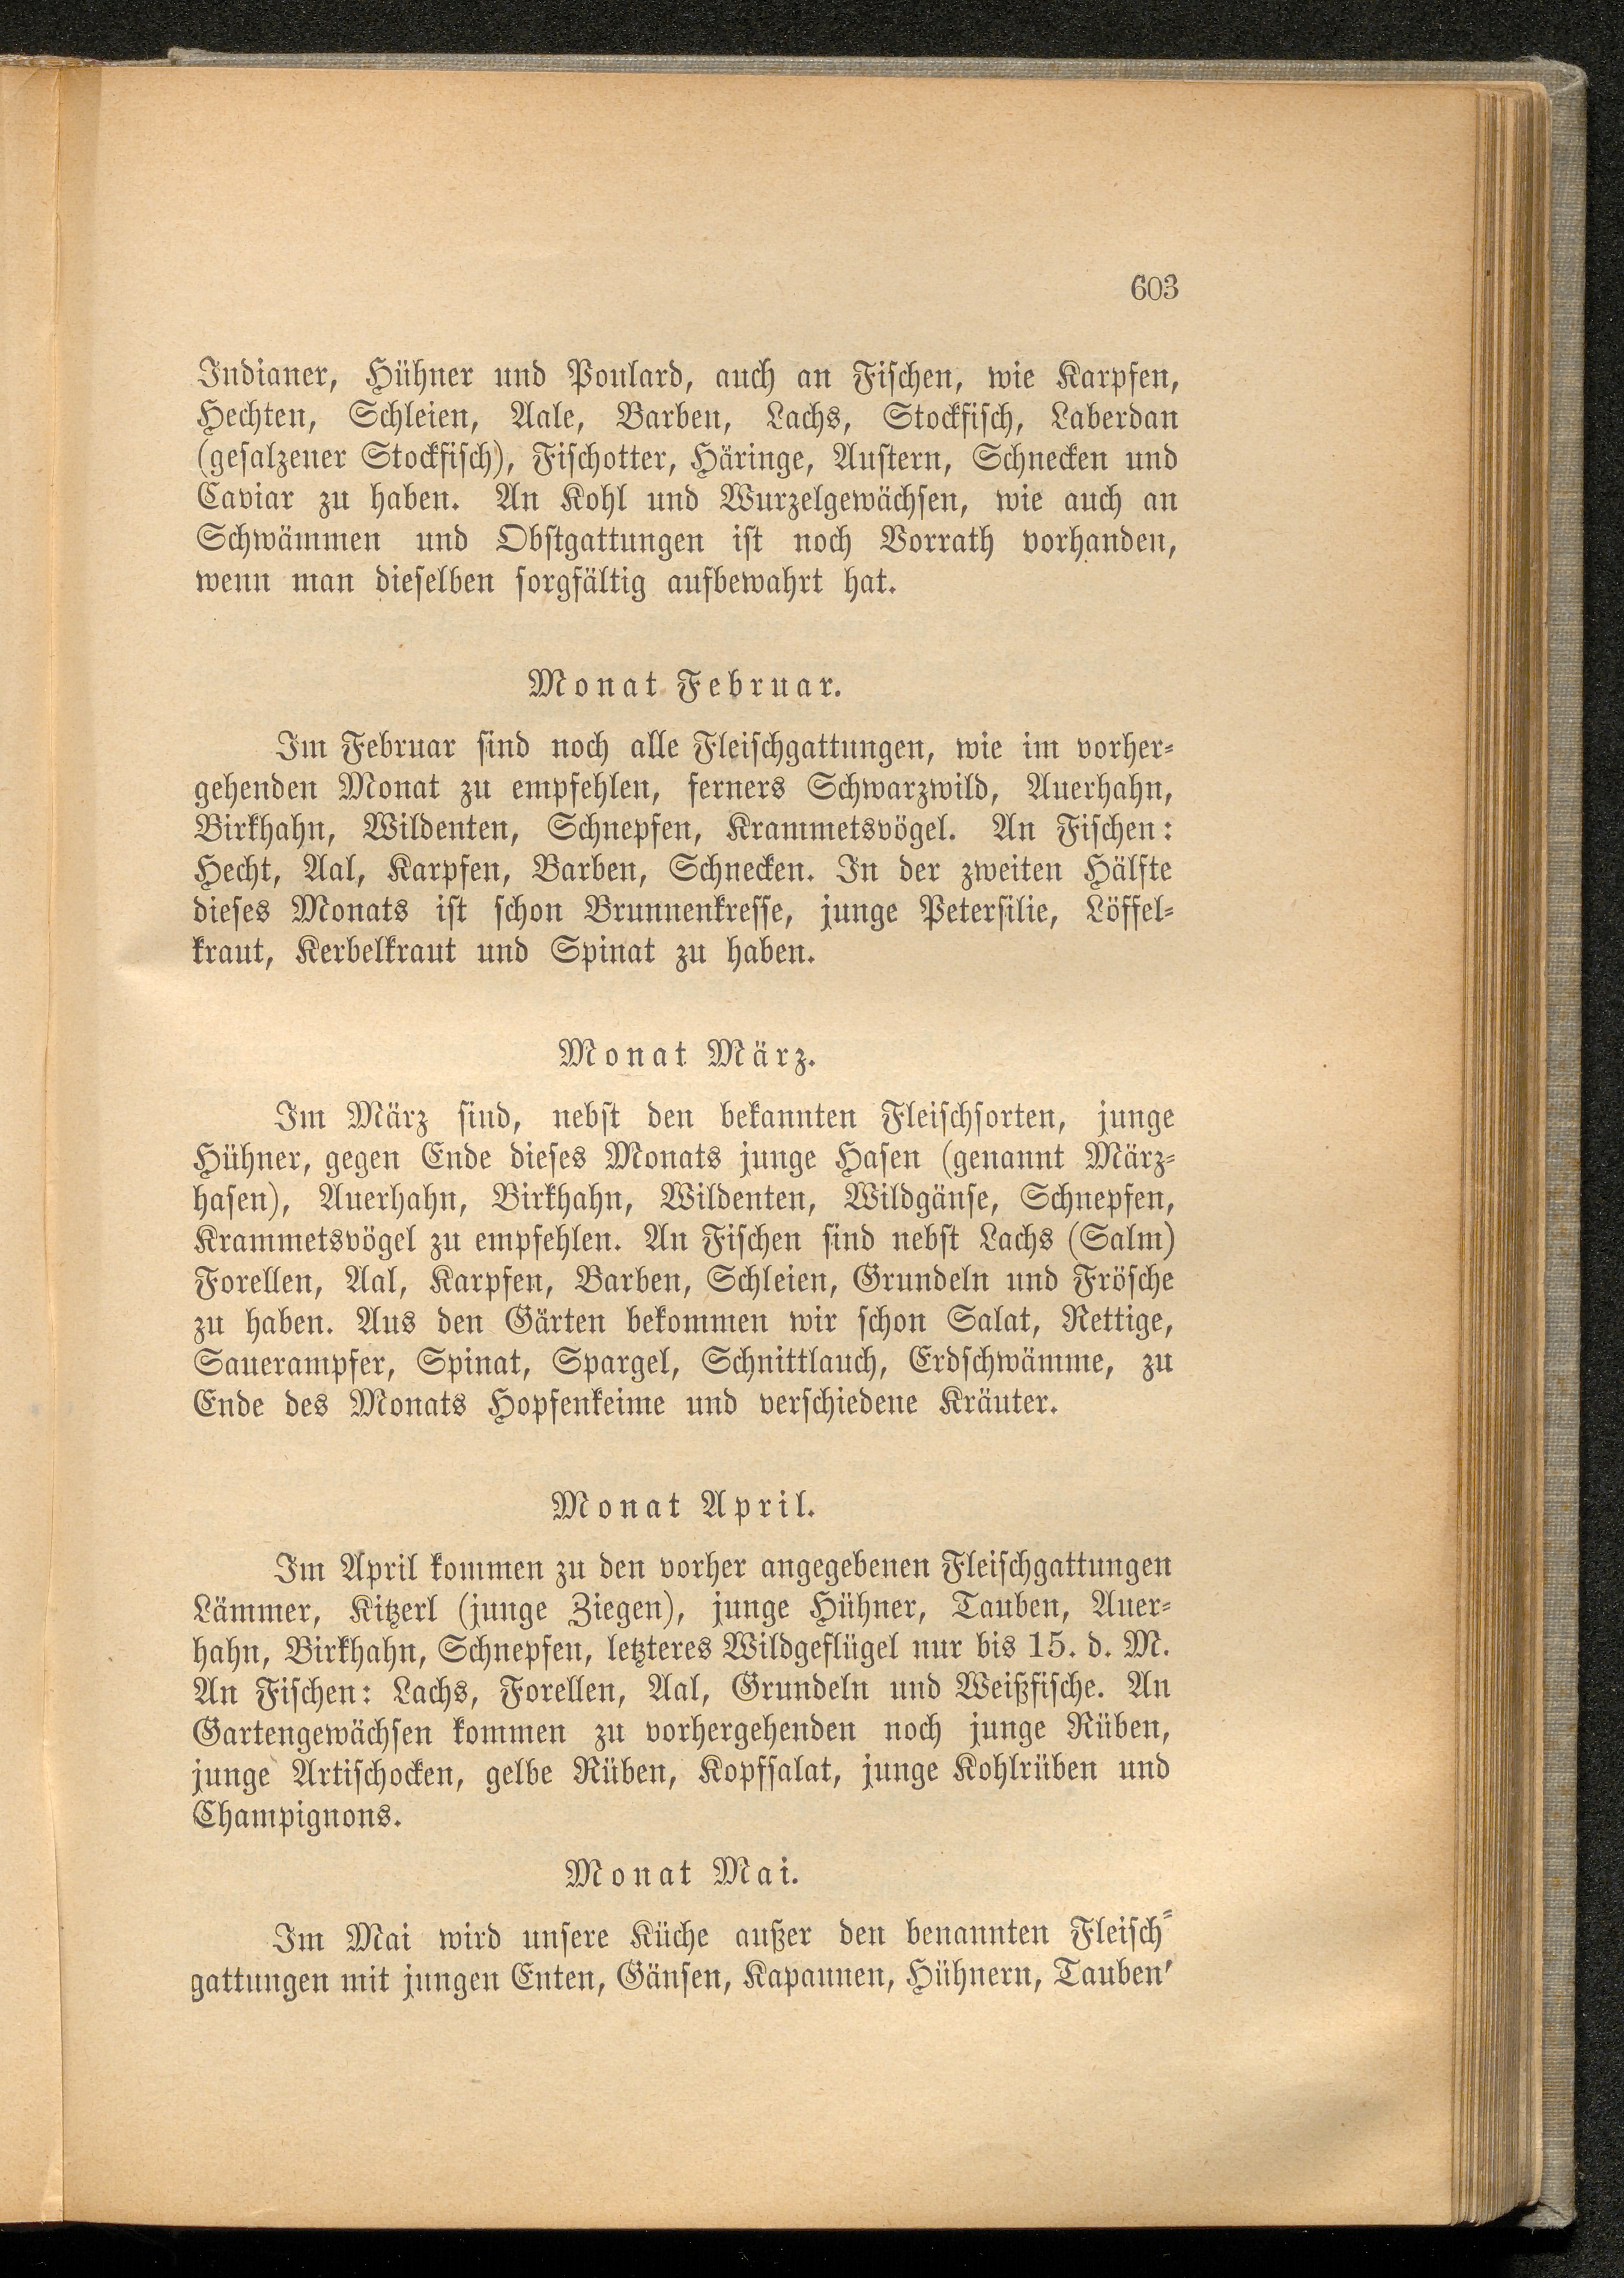 603
Indianer, Hühner und Poulard, auch an Fischen, wie Karpfen,
Hechten, Schleien, Aale, Barben, Lachs, Stockfisch, Laberdan
(gesalzener Stockfisch), Fischotter, Häringe, Austern, Schnecken und
Caviar zu haben. An Kohl und Wurzelgewächsen, wie auch an
Schwämmen und Obstgattungen ist noch Vorrath vorhanden,
wenn man dieselben sorgfältig aufbewahrt hat.
Monat Februar.
Im Februar sind noch alle Fleischgattungen, wie im vorher-
gehenden Monat zu empfehlen, ferners Schwarzwild, Auerhahn,
Birkhahn, Wildenten, Schnepfen, Krammetsvögel. An Fischen:
Hecht, Aal, Karpfen, Barben, Schnecken. In der zweiten Hälfte
dieses Monats ist schon Brunnenkresse, junge Petersilie, Löffel-
kraut, Kerbelkraut und Spinat zu haben.
Monat März.
Im März sind, nebst den bekannten Fleischsorten, junge
Hühner, gegen Ende dieses Monats junge Hasen (genannt März-
hasen), Auerhahn, Birkhahn, Wildenten, Wildgänse, Schnepfen,
Krammetsvögel zu empfehlen. An Fischen sind nebst Lachs (Salm)
Forellen, Aal, Karpfen, Barben, Schleien, Grundeln und Frösche
zu haben. Aus den Gärten bekommen wir schon Salat, Rettige,
Sauerampfer, Spinat, Spargel, Schnittlauch, Erdschwämme, zu
Ende des Monats Hopfenkeime und verschiedene Kräuter.
Monat April.
Im April kommen zu den vorher angegebenen Fleischgattungen
Lämmer, Kitzerl (junge Ziegen), junge Hühner, Tauben, Auer-
hahn, Birkhahn, Schnepfen, letzteres Wildgeflügel nur bis 15. d. M.
An Fischen: Lachs, Forellen, Aal, Grundeln und Weißfische. An
Gartengewächsen kommen zu vorhergehenden noch junge Rüben,
junge Artischocken, gelbe Rüben, Kopfsalat, junge Kohlrüben und
Champignons.
Monat Mai.
Im Mai wird unsere Küche außer den benannten Fleisch-
gattungen mit jungen Enten, Gänsen, Kapaunen, Hühnern, Tauben,